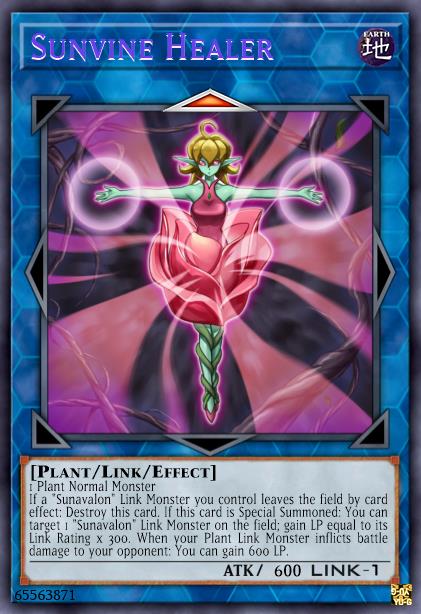 SUNVINE HEALER
EARTH
地
[PLANT/LINK/EFFECT]
1 Plant Normal Monster
If a "Sunavalon" Link Monster you control leaves the field by card
effect: Destroy this card. If this card is Special Summoned: You can
target 1 "Sunavalon" Link Monster on the field; gain LP equal to its
Link Rating x 300. When your Plant Link Monster inflicts battle
damage to your opponent: You can gain 600 LP.
ATK/ 600 LINK-1
65563871